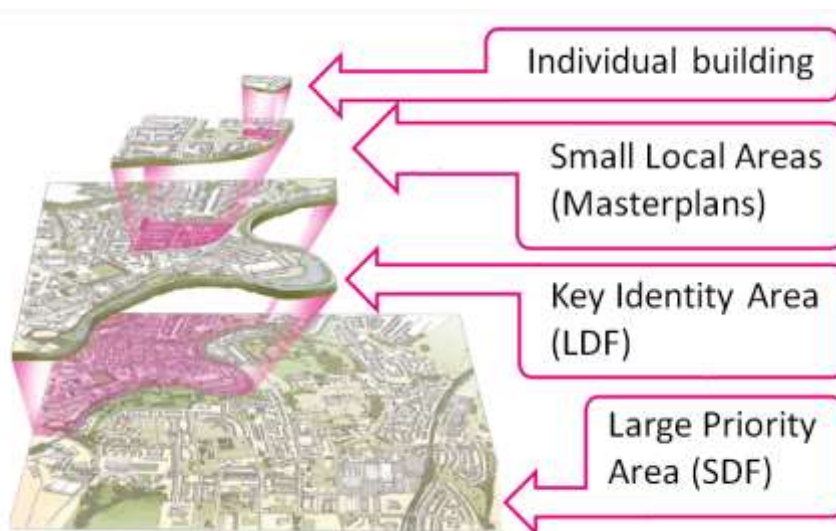 Individual building
Small Local Areas
(Masterplans)
Key Identity Area
(LDF)
Large Priority
Area (SDF)